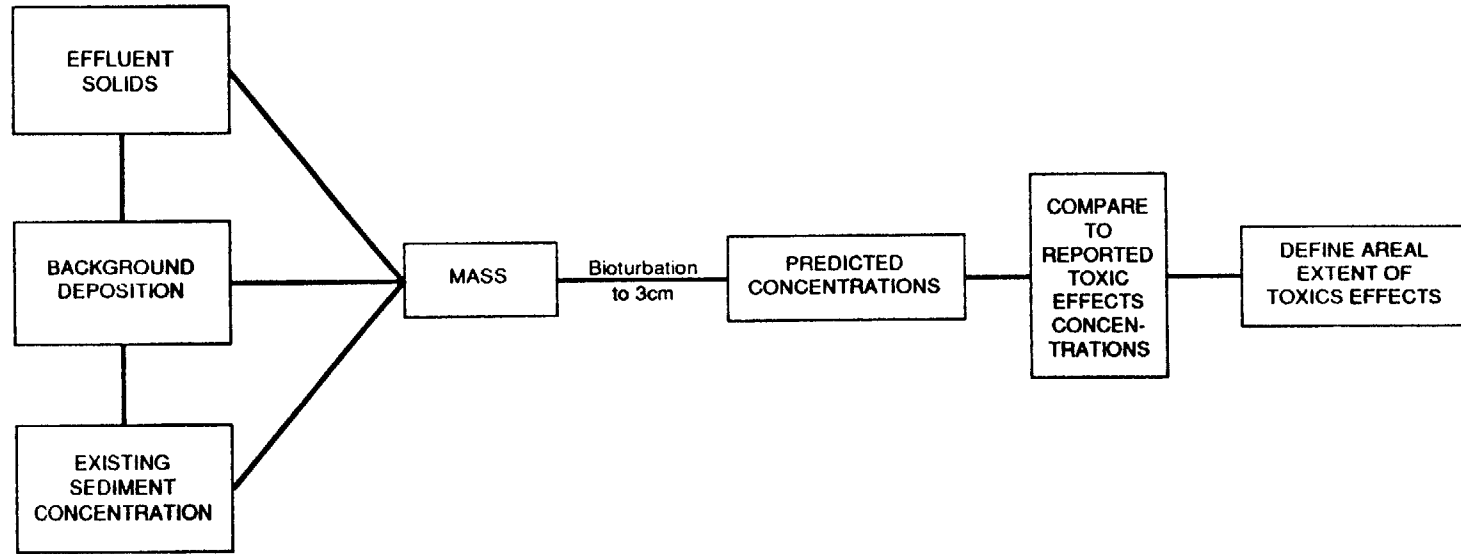 EFFLUENT
SOLIDS
BACKGROUND
DEPOSITION
EXISTING
SEDIMENT
CONCENTRATION
MASS
Bioturbation
to 3cm
PREDICTED
CONCENTRATIONS
COMPARE
TO
REPORTED
TOXIC
EFFECTS
CONCEN-
TRATIONS
DEFINE AREAL
EXTENT OF
TOXICS EFFECTS